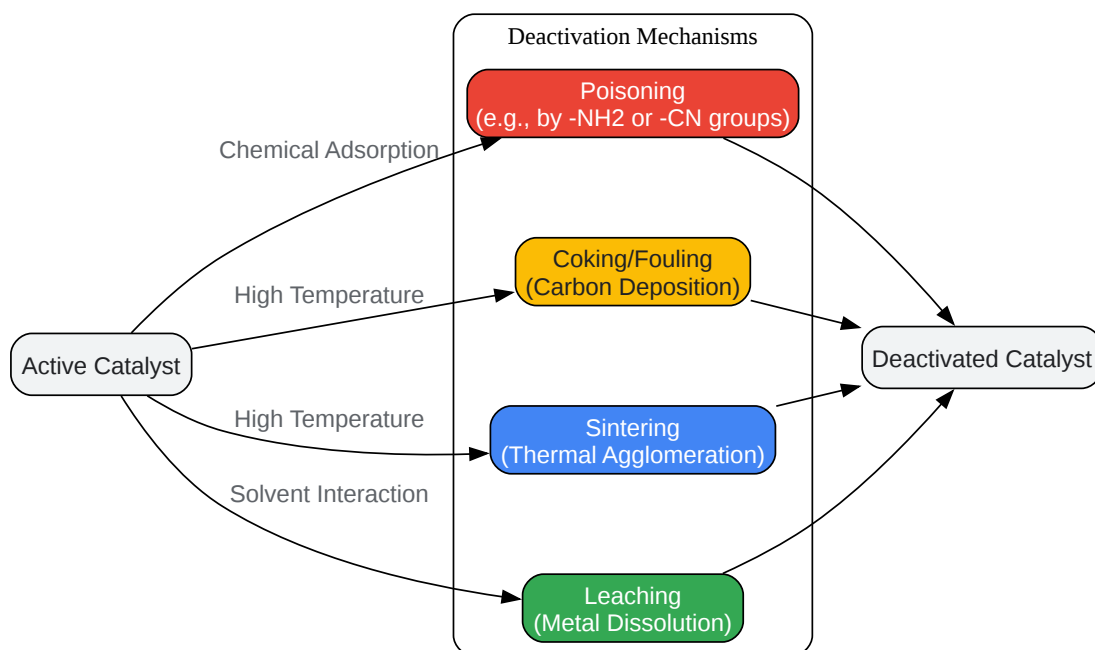 Deactivation Mechanisms
Poisoning
(e.g., by -NH2 or -CN groups)
Chemical Adsorption
Coking/Fouling
(Carbon Deposition)
High Temperature
Active Catalyst
Deactivated Catalyst
High Temperature
Sintering
(Thermal Agglomeration)
Solvent Interaction
Leaching
(Metal Dissolution)